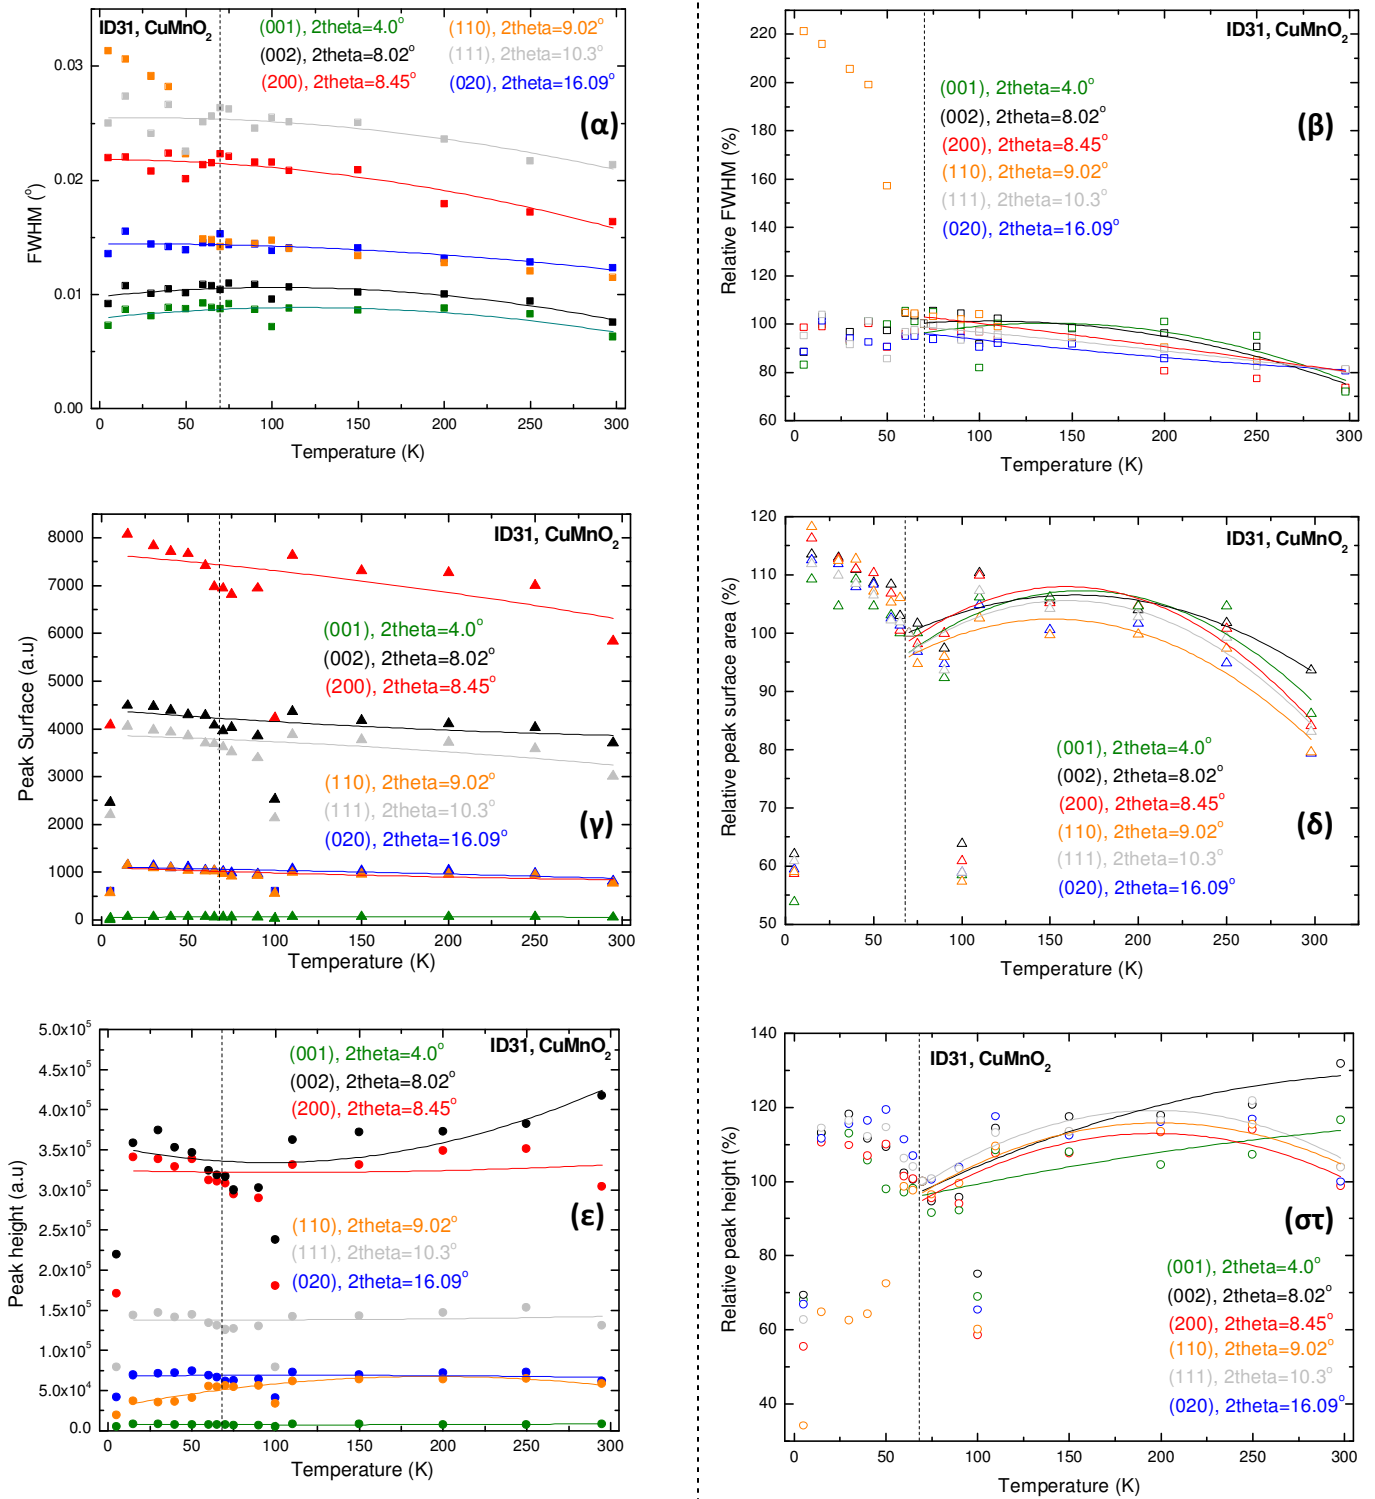 ID31, CuMnO2
(001), 2theta=4.0° (110), 2theta=9.02°
(002), 2theta=8.02° (111), 2theta=10.3°
(200), 2theta=8.45° (020), 2theta=16.09°
(α)
FWHM (°)
0.03
0.02
0.01
0.00
0 50 100 150 200 250 300
Temperature (K)
ID31, CuMnO2
(001), 2theta=4.0°
(002), 2theta=8.02°
(200), 2theta=8.45°
(110), 2theta=9.02°
(111), 2theta=10.3°
(020), 2theta=16.09°
(β)
Relative FWHM (%)
220
200
180
160
140
120
100
80
60
0 50 100 150 200 250 300
Temperature (K)
ID31, CuMnO2
(001), 2theta=4.0°
(002), 2theta=8.02°
(200), 2theta=8.45°
(110), 2theta=9.02°
(111), 2theta=10.3°
(020), 2theta=16.09°
(γ)
Peak Surface (a.u)
8000
7000
6000
5000
4000
3000
2000
1000
0
0 50 100 150 200 250 300
Temperature (K)
ID31, CuMnO2
(001), 2theta=4.0°
(002), 2theta=8.02°
(200), 2theta=8.45°
(110), 2theta=9.02°
(111), 2theta=10.3°
(020), 2theta=16.09°
(δ)
Relative peak surface area (%)
120
110
100
90
80
70
60
50
0 50 100 150 200 250 300
Temperature (K)
ID31, CuMnO2
(001), 2theta=4.0°
(002), 2theta=8.02°
(200), 2theta=8.45°
(110), 2theta=9.02°
(111), 2theta=10.3°
(020), 2theta=16.09°
(ε)
Peak height (a.u)
5.0x10^5
4.5x10^5
4.0x10^5
3.5x10^5
3.0x10^5
2.5x10^5
2.0x10^5
1.5x10^5
1.0x10^5
5.0x10^4
0.0
0 50 100 150 200 250 300
Temperature (K)
ID31, CuMnO2
(001), 2theta=4.0°
(002), 2theta=8.02°
(200), 2theta=8.45°
(110), 2theta=9.02°
(111), 2theta=10.3°
(020), 2theta=16.09°
(στ)
Relative peak height (%)
140
120
100
80
60
40
0 50 100 150 200 250 300
Temperature (K)